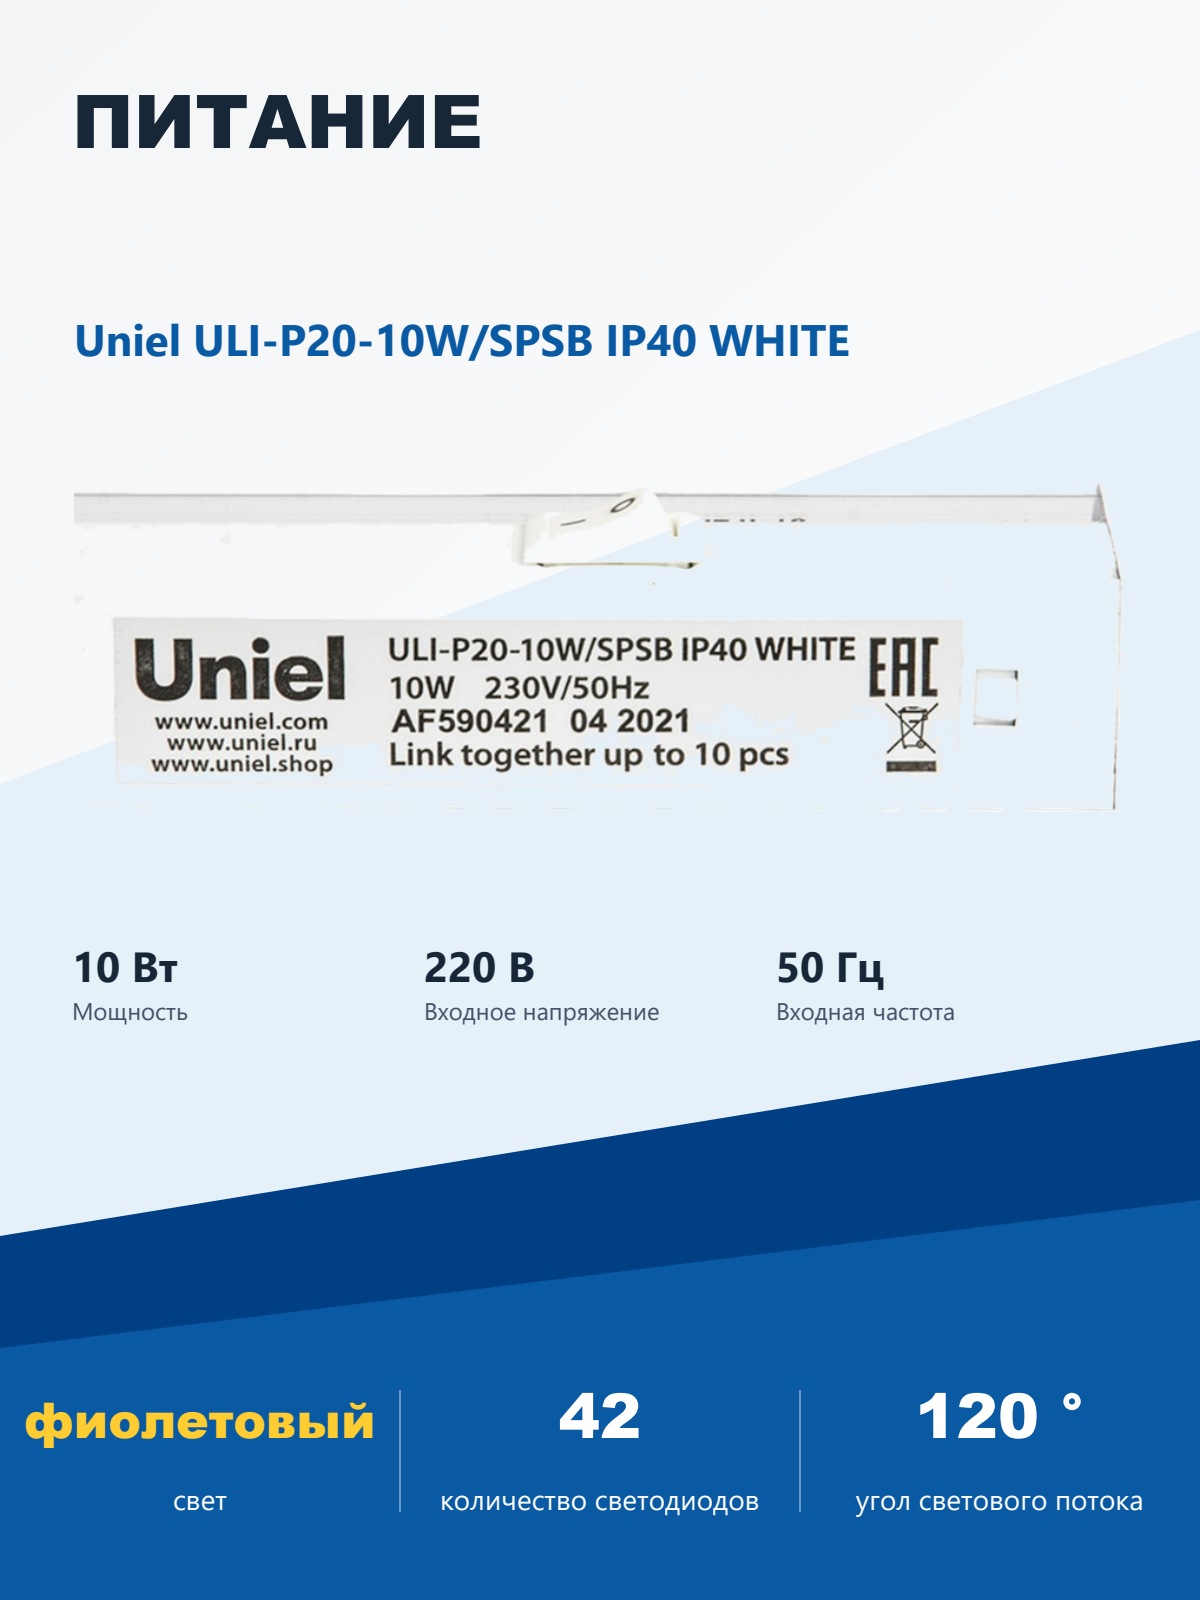 ПИТАНИЕ
Uniel ULI-P20-10W/SPSB IP40 WHITE
Uniel
www.uniel.com
www.uniel.ru
www.uniel.shop
ULI-P20-10W/SPSB IP40 WHITE
10W 230V/50Hz
AF590421 04 2021
Link together up to 10 pcs
EAC
10 Вт
Мощность
220 В
Входное напряжение
50 Гц
Входная частота
фиолетовый
свет
42
количество светодиодов
120 °
угол светового потока